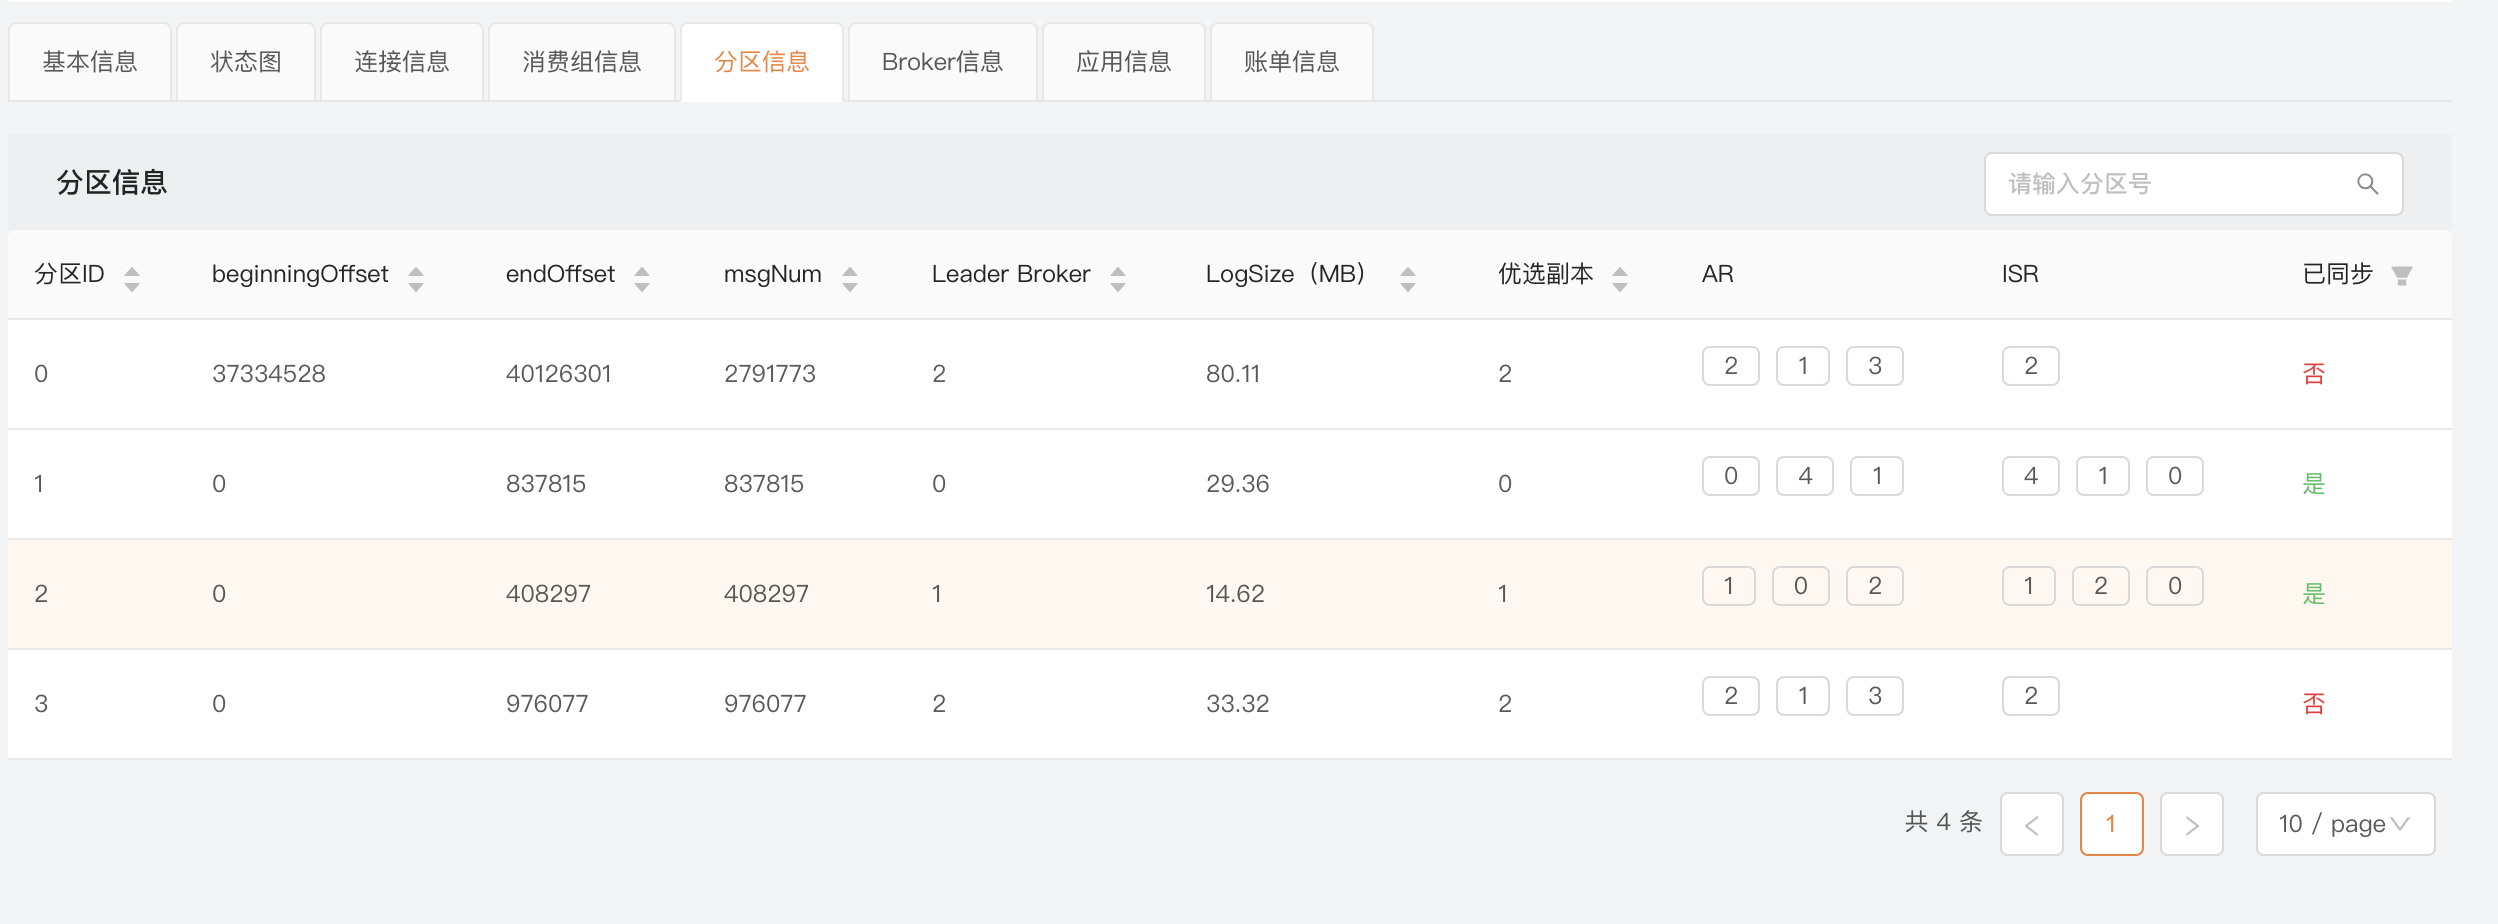 基本信息 状态图 连接信息 消费组信息 分区信息 Broker信息 应用信息 账单信息
分区信息 请输入分区号
分区ID beginningOffset endOffset msgNum Leader Broker LogSize（MB） 优选副本 AR ISR 已同步
0 37334528 40126301 2791773 2 80.11 2 2 1 3 2 否
1 0 837815 837815 0 29.36 0 0 4 1 4 1 0 是
2 0 408297 408297 1 14.62 1 1 0 2 1 2 0 是
3 0 976077 976077 2 33.32 2 2 1 3 2 否
共 4 条 < 1 > 10 / page